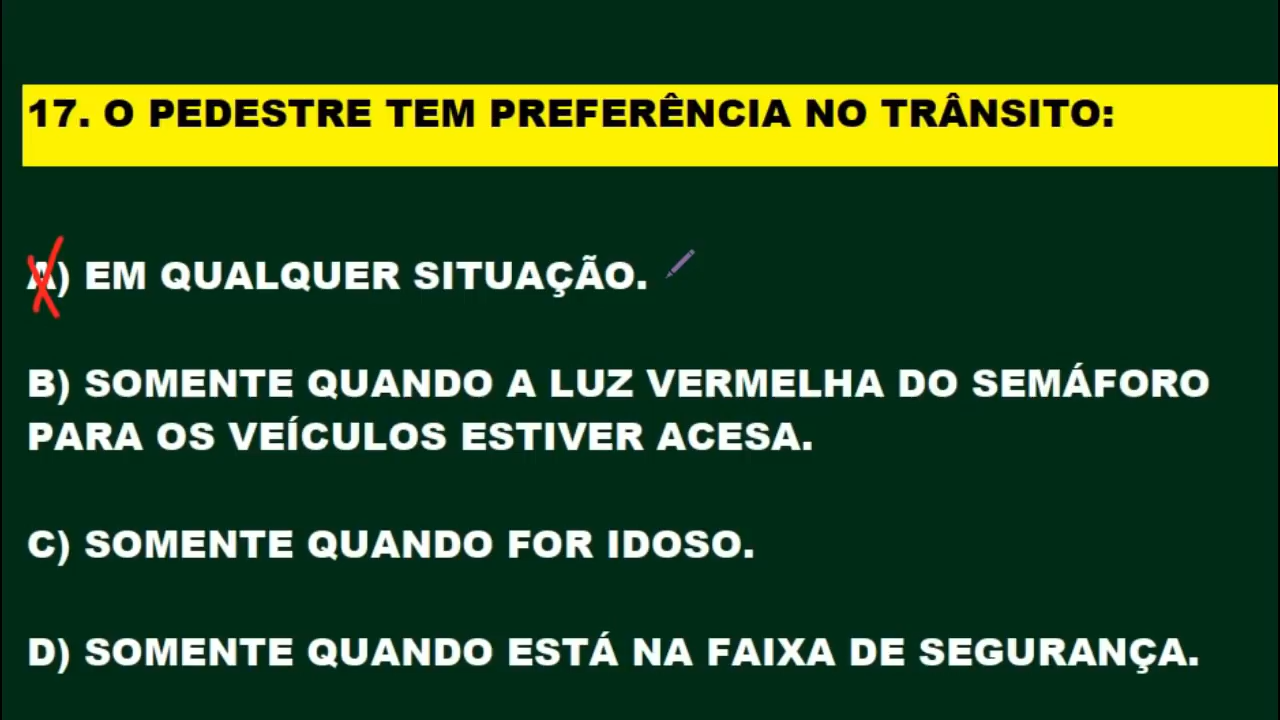 17. O PEDESTRE TEM PREFERÊNCIA NO TRÂNSITO:
A) EM QUALQUER SITUAÇÃO.
B) SOMENTE QUANDO A LUZ VERMELHA DO SEMÁFORO
PARA OS VEÍCULOS ESTIVER ACESA.
C) SOMENTE QUANDO FOR IDOSO.
D) SOMENTE QUANDO ESTÁ NA FAIXA DE SEGURANÇA.